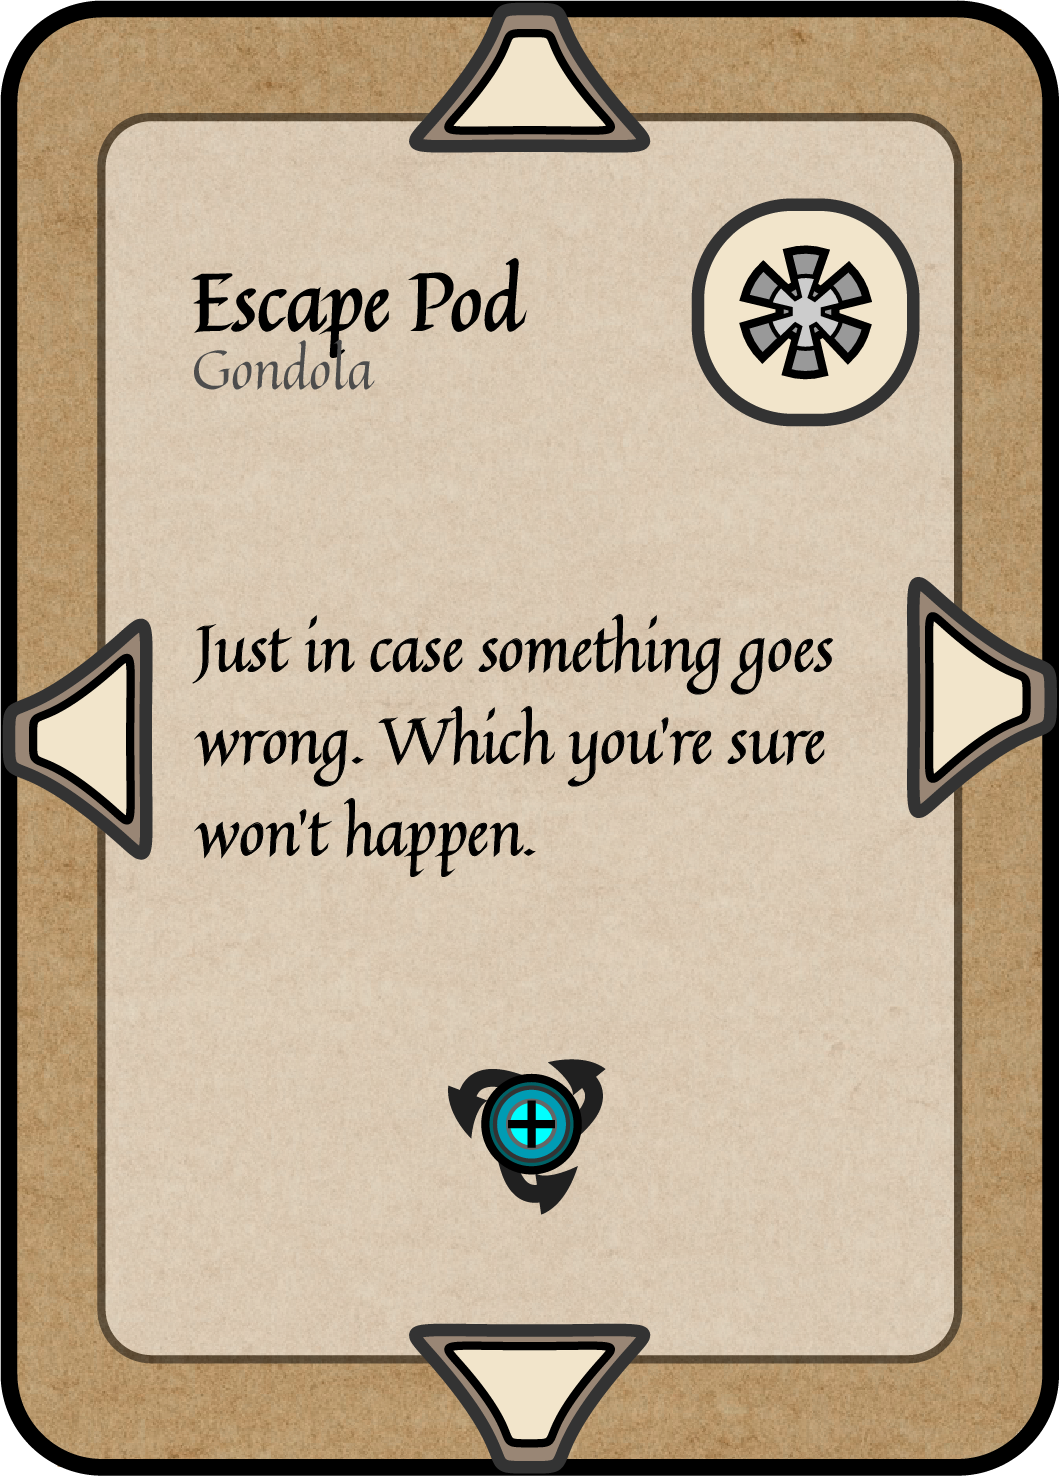 Escape Pod
Gondola
Just in case something goes
wrong. Which you're sure
won't happen.